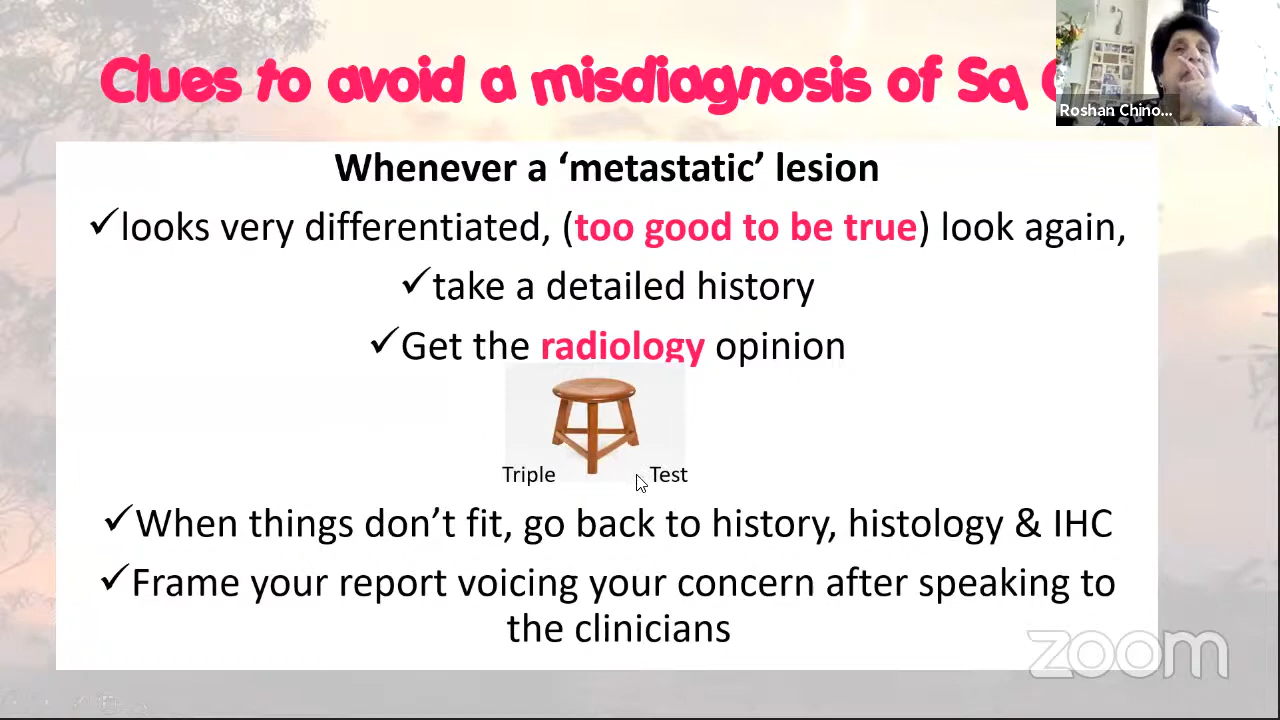 Clues to avoid a misdiagnosis of Sq
Roshan Chino...
Whenever a ‘metastatic’ lesion
✓looks very differentiated, (too good to be true) look again,
✓take a detailed history
✓Get the radiology opinion
Triple Test
✓When things don’t fit, go back to history, histology & IHC
✓Frame your report voicing your concern after speaking to
the clinicians
zoom